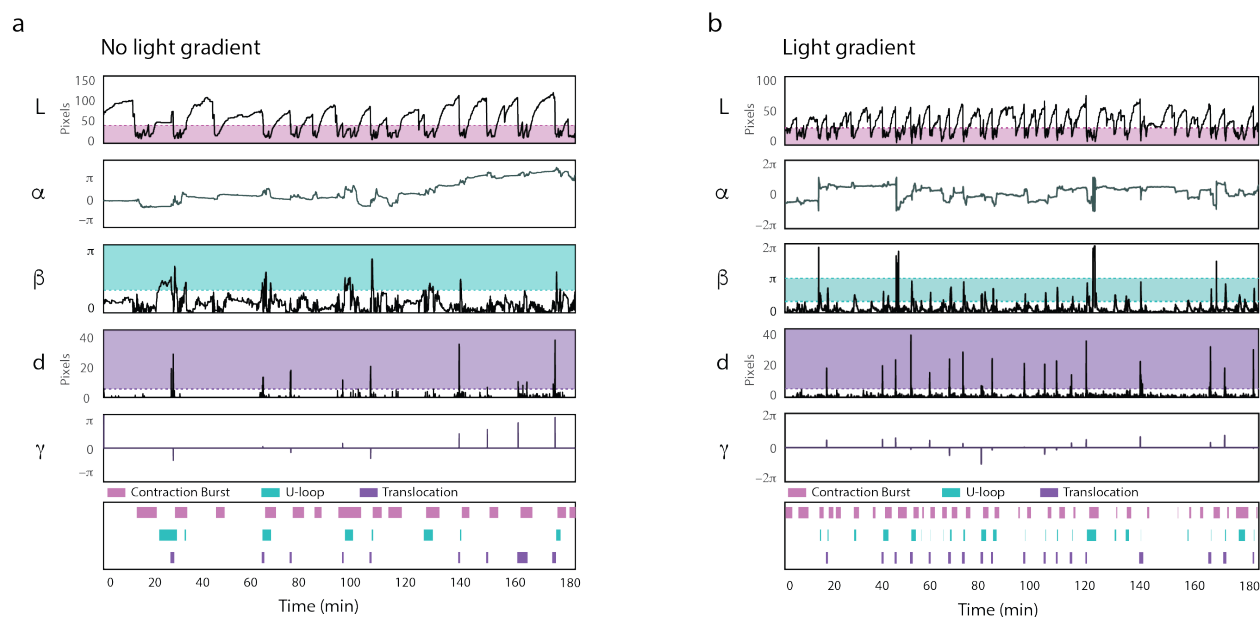 a
No light gradient
L
Pixels
150
100
50
0
α
π
0
−π
β
π
0
d
Pixels
40
20
0
γ
π
0
−π
Contraction Burst U-loop Translocation
0 20 40 60 80 100 120 140 160 180
Time (min)
b
Light gradient
L
Pixels
100
50
0
α
2π
0
−2π
β
2π
π
0
d
Pixels
40
20
0
γ
2π
0
−2π
Contraction Burst U-loop Translocation
0 20 40 60 80 100 120 140 160 180
Time (min)